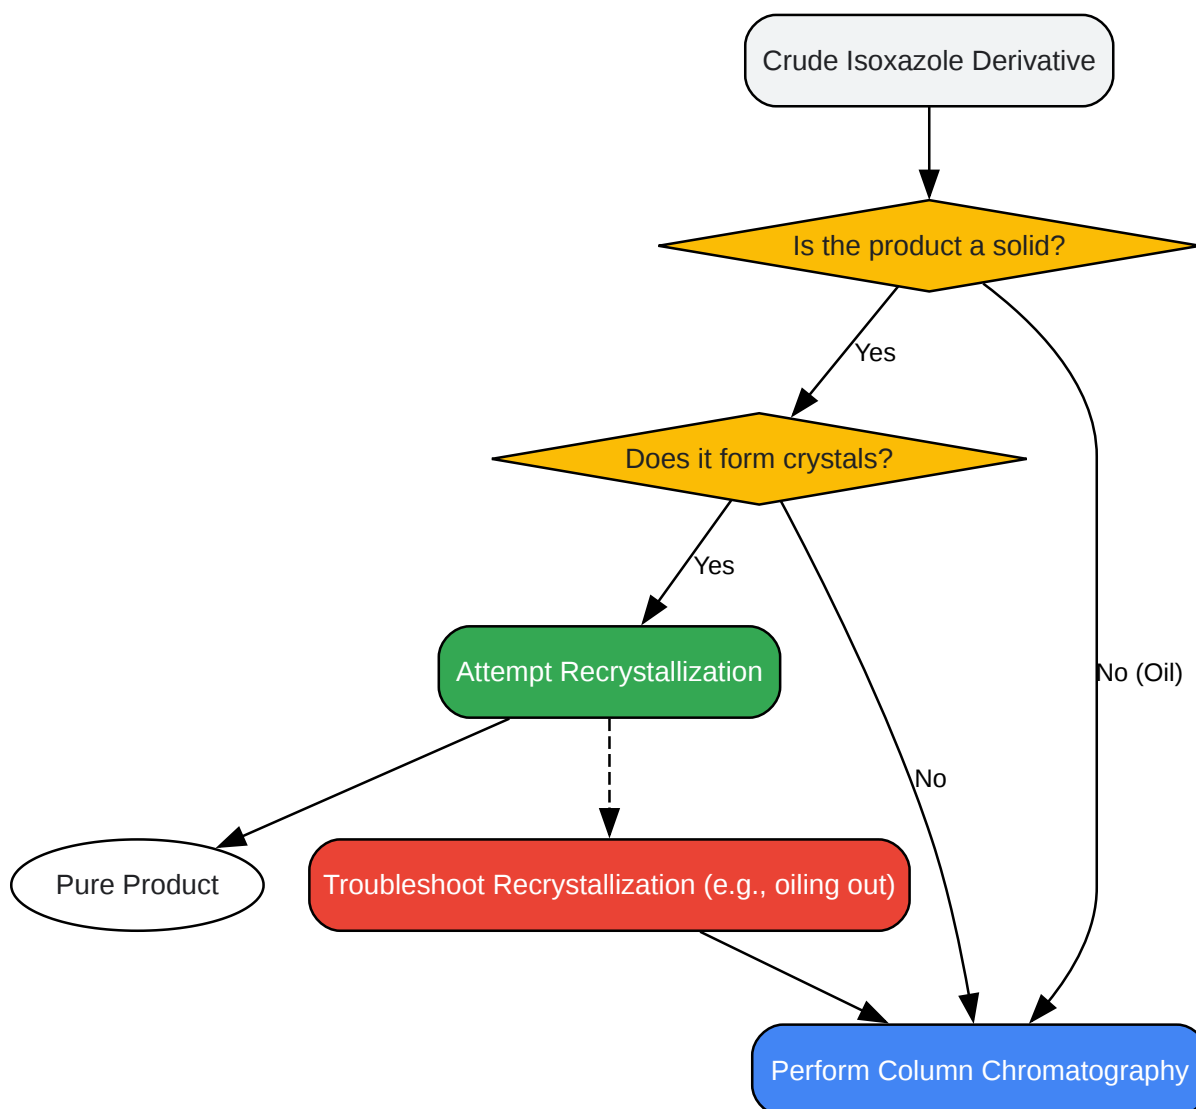 Crude Isoxazole Derivative
Is the product a solid?
Yes
Does it form crystals?
Yes
Attempt Recrystallization
No (Oil)
No
Pure Product
Troubleshoot Recrystallization (e.g., oiling out)
Perform Column Chromatography